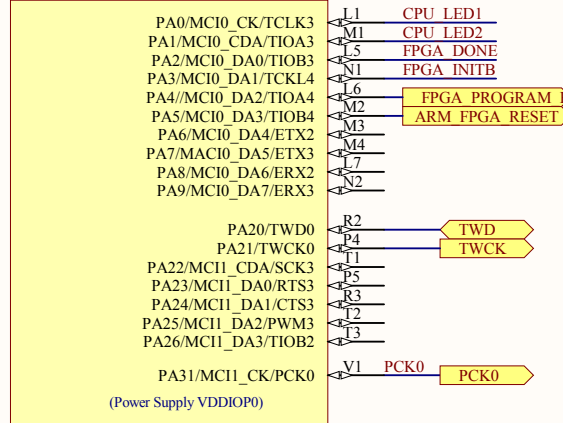 PA0/MCI0_CK/TCLK3 L1 CPU_LED1
PA1/MCI0_CDA/TIOA3 M1 CPU_LED2
PA2/MCI0_DA0/TIOB3 L5 FPGA_DONE
PA3/MCI0_DA1/TCKL4 N1 FPGA_INITB
PA4//MCI0_DA2/TIOA4 L6 FPGA_PROGRAM_
PA5/MCI0_DA3/TIOB4 M2 ARM_FPGA_RESET
PA6/MCI0_DA4/ETX2 M3
PA7/MACI0_DA5/ETX3 M4
PA8/MCI0_DA6/ERX2 L7
PA9/MCI0_DA7/ERX3 N2
PA20/TWD0 R2 TWD
PA21/TWCK0 P4 TWCK
PA22/MCI1_CDA/SCK3 T1
PA23/MCI1_DA0/RTS3 P5
PA24/MCI1_DA1/CTS3 R3
PA25/MCI1_DA2/PWM3 T2
PA26/MCI1_DA3/TIOB2 T3
PA31/MCI1_CK/PCK0 V1 PCK0 PCK0
(Power Supply VDDIOP0)